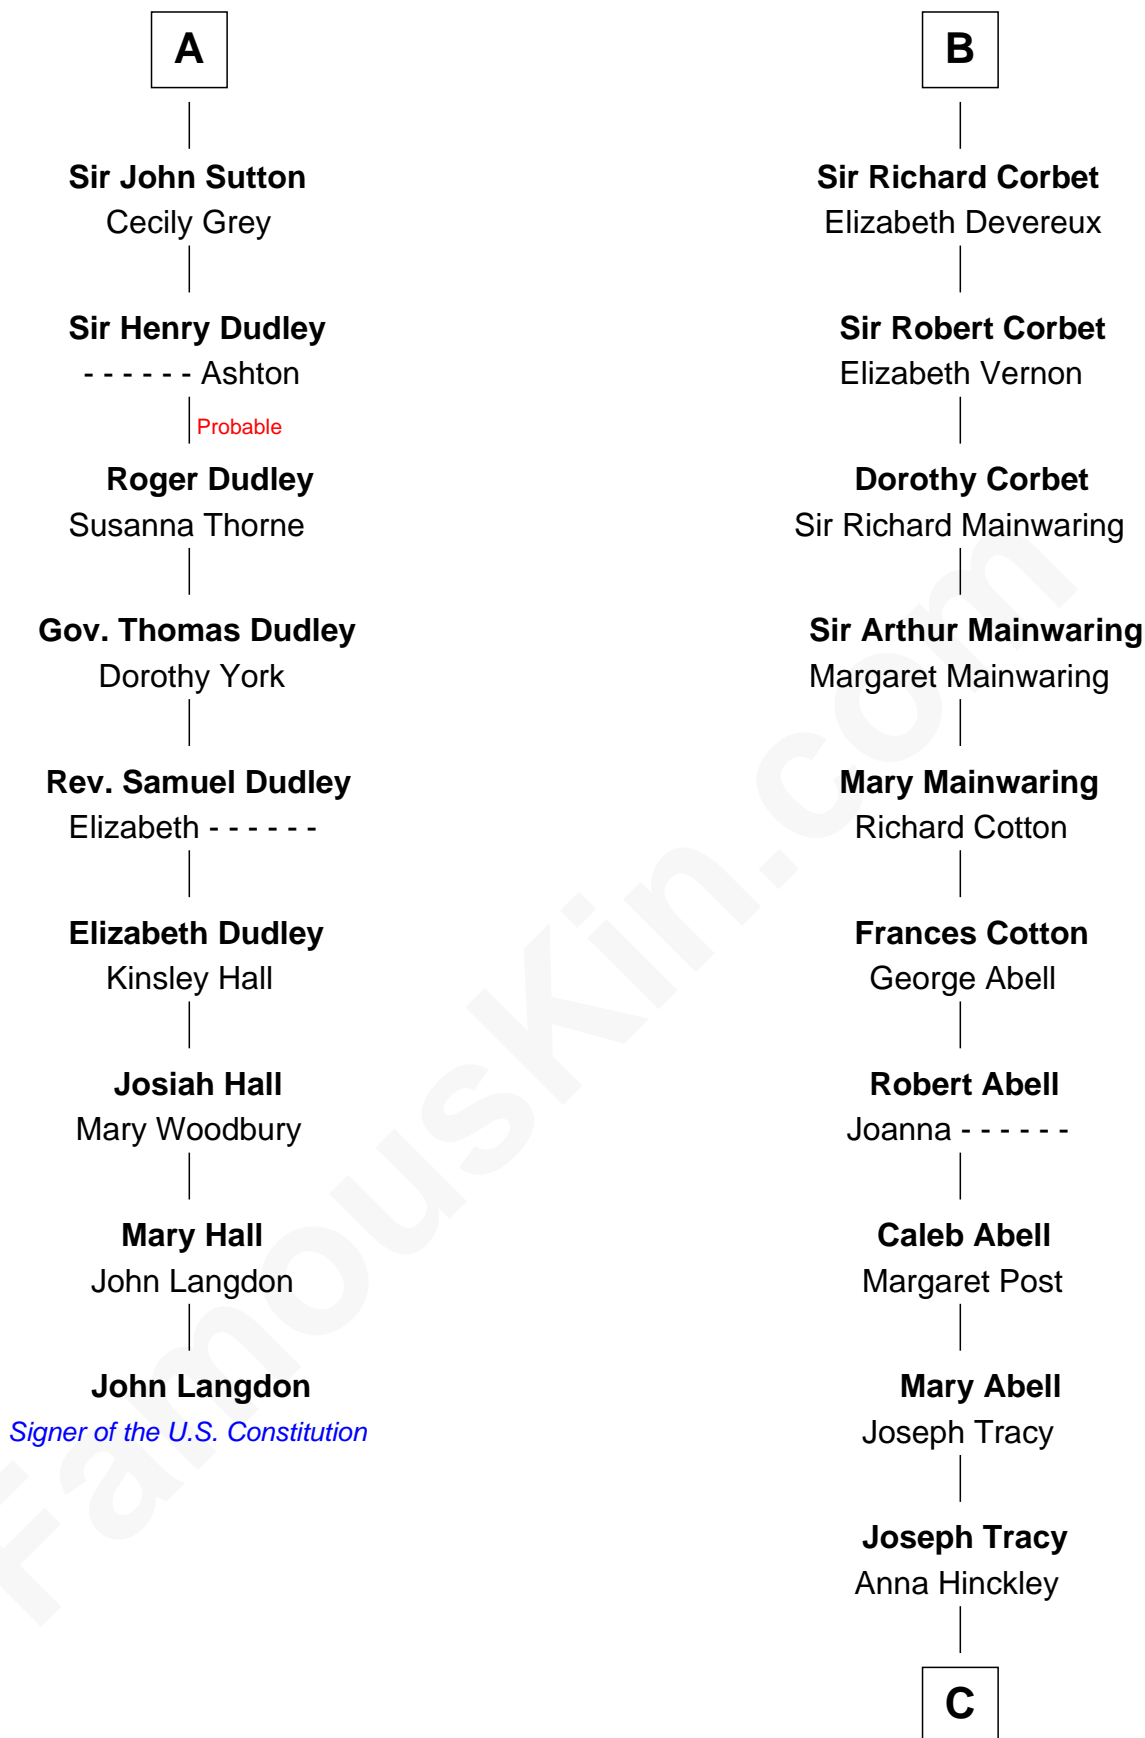 A
Sir John Sutton
Cecily Grey
Sir Henry Dudley
- - - - - - Ashton
Probable
Roger Dudley
Susanna Thorne
Gov. Thomas Dudley
Dorothy York
Rev. Samuel Dudley
Elizabeth - - - - - -
Elizabeth Dudley
Kinsley Hall
Josiah Hall
Mary Woodbury
Mary Hall
John Langdon
John Langdon
Signer of the U.S. Constitution
B
Sir Richard Corbet
Elizabeth Devereux
Sir Robert Corbet
Elizabeth Vernon
Dorothy Corbet
Sir Richard Mainwaring
Sir Arthur Mainwaring
Margaret Mainwaring
Mary Mainwaring
Richard Cotton
Frances Cotton
George Abell
Robert Abell
Joanna - - - - - -
Caleb Abell
Margaret Post
Mary Abell
Joseph Tracy
Joseph Tracy
Anna Hinckley
C
FamousKin.com